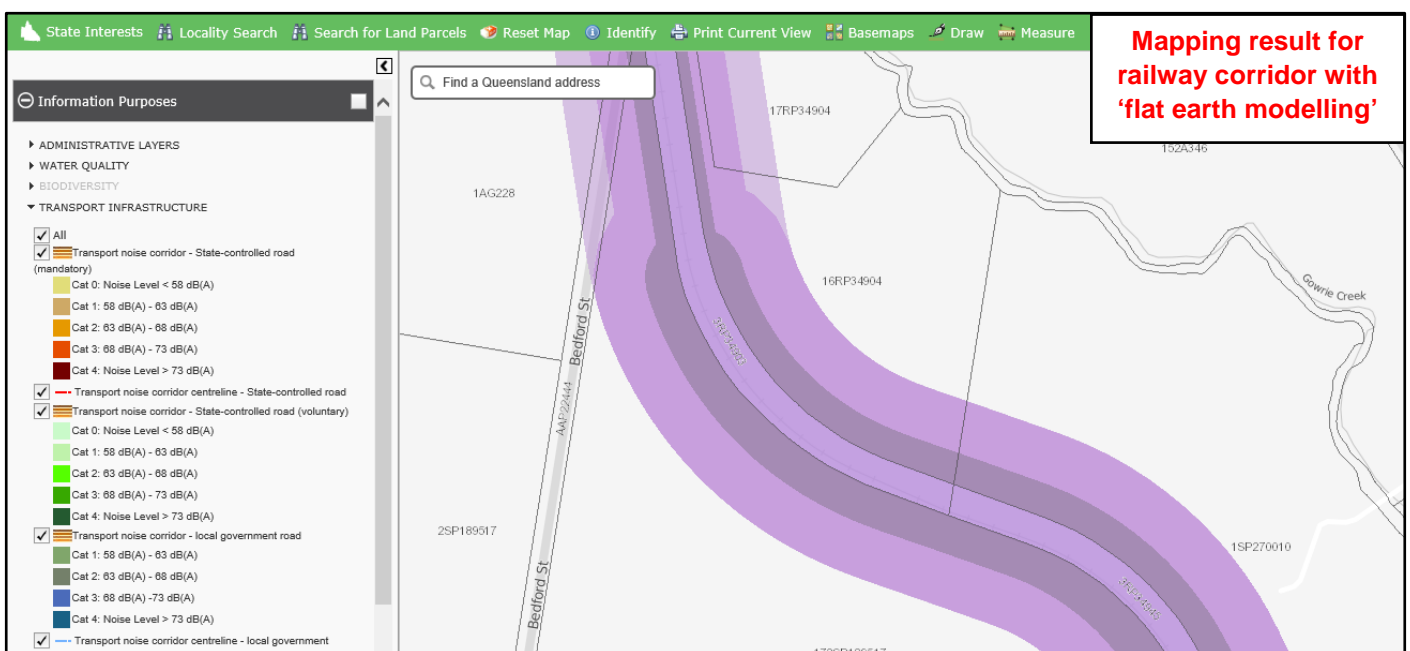 State Interests Locality Search Search for Land Parcels Reset Map Identify Print Current View Basemaps Draw Measure
Mapping result for
railway corridor with
‘flat earth modelling’
Find a Queensland address
Information Purposes
ADMINISTRATIVE LAYERS
WATER QUALITY
BIODIVERSITY
TRANSPORT INFRASTRUCTURE
All
Transport noise corridor - State-controlled road
(mandatory)
Cat 0: Noise Level < 58 dB(A)
Cat 1: 58 dB(A) - 63 dB(A)
Cat 2: 63 dB(A) - 68 dB(A)
Cat 3: 68 dB(A) - 73 dB(A)
Cat 4: Noise Level > 73 dB(A)
Transport noise corridor centreline - State-controlled road
Transport noise corridor - State-controlled road (voluntary)
Cat 0: Noise Level < 58 dB(A)
Cat 1: 58 dB(A) - 63 dB(A)
Cat 2: 63 dB(A) - 68 dB(A)
Cat 3: 68 dB(A) - 73 dB(A)
Cat 4: Noise Level > 73 dB(A)
Transport noise corridor - local government road
Cat 1: 58 dB(A) - 63 dB(A)
Cat 2: 63 dB(A) - 68 dB(A)
Cat 3: 68 dB(A) -73 dB(A)
Cat 4: Noise Level > 73 dB(A)
Transport noise corridor centreline - local government
17RP34904
152A346
1AG228
16RP34904
Gowrie Creek
Bedford St
AAP22444
2SP189517
1SP270010
Bedford St